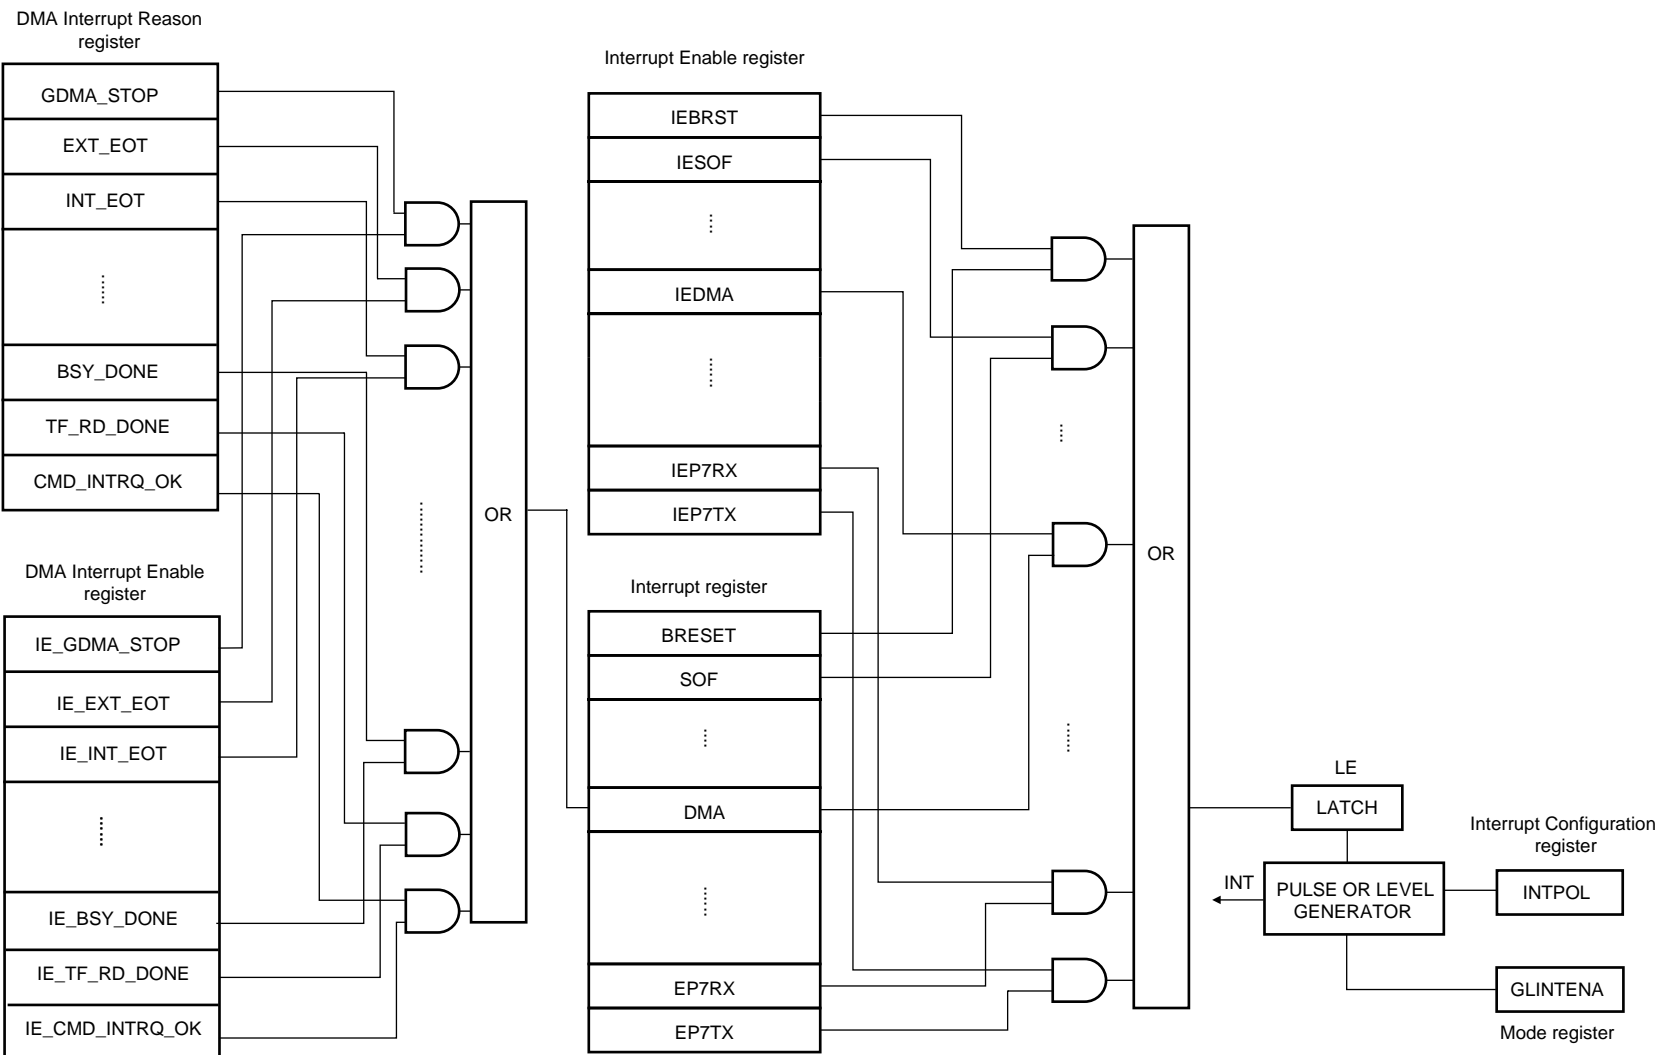 DMA Interrupt Reason
register
GDMA_STOP
EXT_EOT
INT_EOT
BSY_DONE
TF_RD_DONE
CMD_INTRQ_OK
DMA Interrupt Enable
register
IE_GDMA_STOP
IE_EXT_EOT
IE_INT_EOT
IE_BSY_DONE
IE_TF_RD_DONE
IE_CMD_INTRQ_OK
OR
Interrupt Enable register
IEBRST
IESOF
IEDMA
IEP7RX
IEP7TX
Interrupt register
BRESET
SOF
DMA
EP7RX
EP7TX
OR
LE
LATCH
Interrupt Configuration
register
INT
PULSE OR LEVEL
GENERATOR
INTPOL
GLINTENA
Mode register